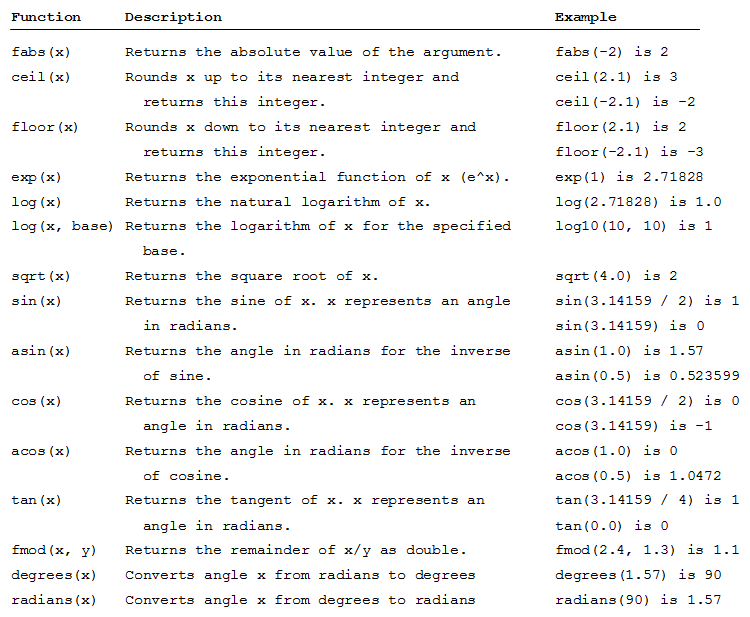 Function Description Example
fabs(x) Returns the absolute value of the argument. fabs(-2) is 2
ceil(x) Rounds x up to its nearest integer and ceil(2.1) is 3
returns this integer. ceil(-2.1) is -2
floor(x) Rounds x down to its nearest integer and floor(2.1) is 2
returns this integer. floor(-2.1) is -3
exp(x) Returns the exponential function of x (e^x). exp(1) is 2.71828
log(x) Returns the natural logarithm of x. log(2.71828) is 1.0
log(x, base) Returns the logarithm of x for the specified log10(10, 10) is 1
base.
sqrt(x) Returns the square root of x. sqrt(4.0) is 2
sin(x) Returns the sine of x. x represents an angle sin(3.14159 / 2) is 1
in radians. sin(3.14159) is 0
asin(x) Returns the angle in radians for the inverse asin(1.0) is 1.57
of sine. asin(0.5) is 0.523599
cos(x) Returns the cosine of x. x represents an cos(3.14159 / 2) is 0
angle in radians. cos(3.14159) is -1
acos(x) Returns the angle in radians for the inverse acos(1.0) is 0
of cosine. acos(0.5) is 1.0472
tan(x) Returns the tangent of x. x represents an tan(3.14159 / 4) is 1
angle in radians. tan(0.0) is 0
fmod(x, y) Returns the remainder of x/y as double. fmod(2.4, 1.3) is 1.1
degrees(x) Converts angle x from radians to degrees degrees(1.57) is 90
radians(x) Converts angle x from degrees to radians radians(90) is 1.57